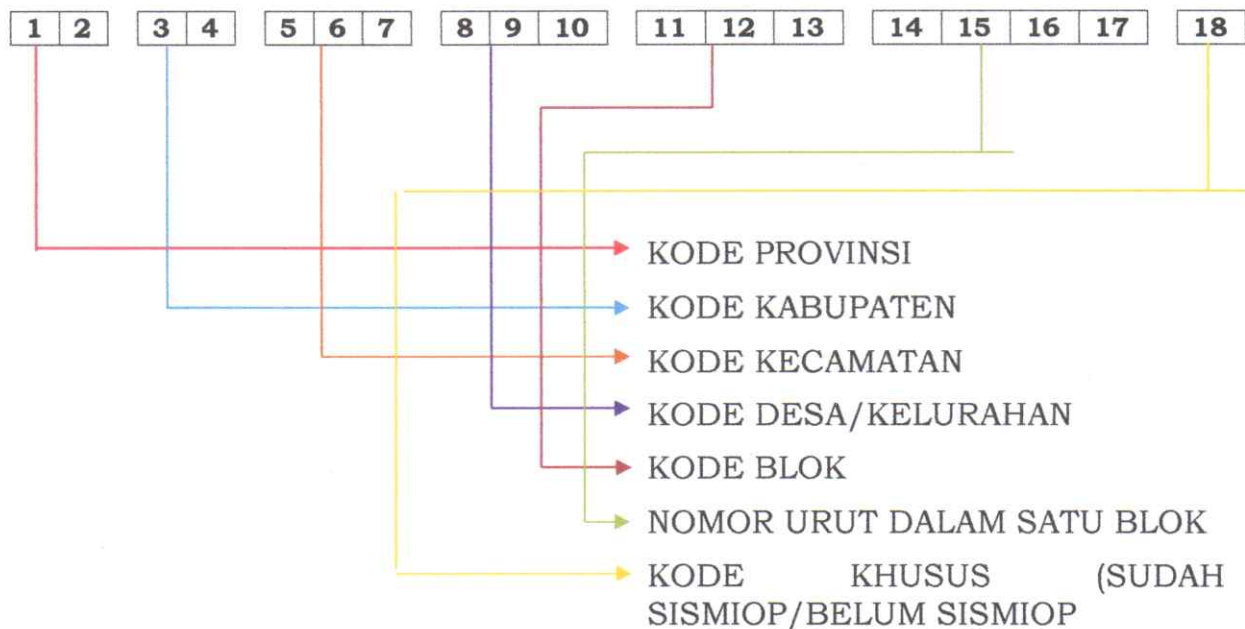 1 2 3 4 5 6 7 8 9 10 11 12 13 14 15 16 17 18
KODE PROVINSI
KODE KABUPATEN
KODE KECAMATAN
KODE DESA/KELURAHAN
KODE BLOK
NOMOR URUT DALAM SATU BLOK
KODE KHUSUS (SUDAH
SISMIOP/BELUM SISMIOP